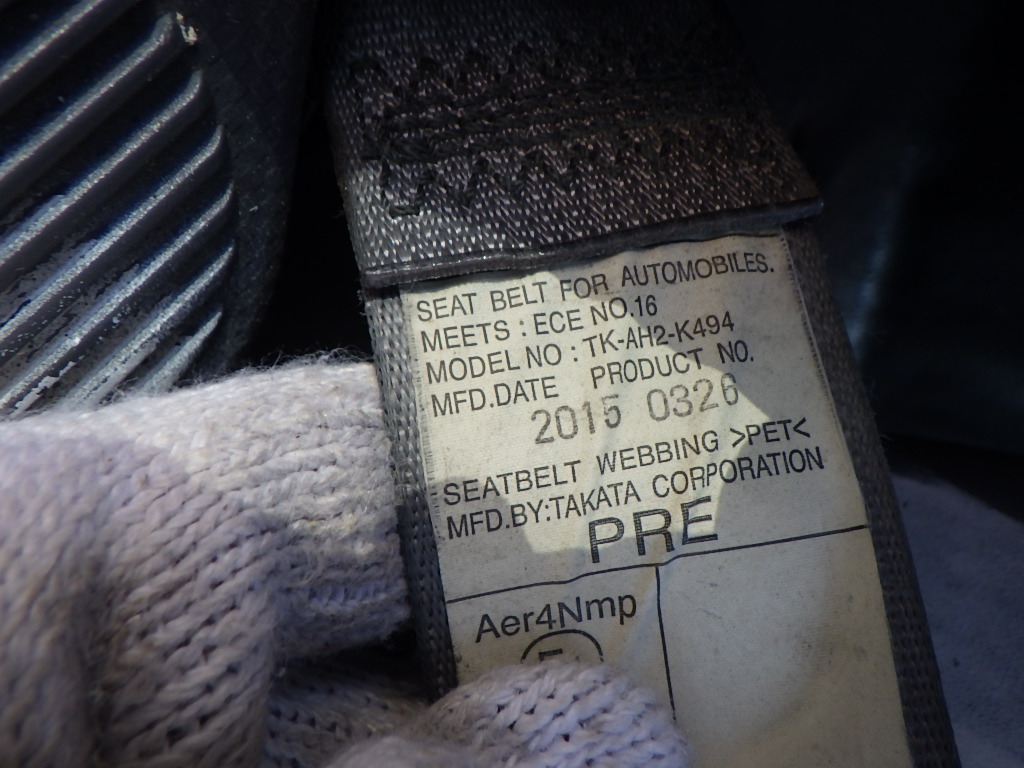 SEAT BELT FOR AUTOMOBILES.
MEETS : ECE NO.16
MODEL NO : TK-AH2-K494
MFD.DATE PRODUCT NO.
2015 0326
SEATBELT WEBBING >PET<
MFD.BY:TAKATA CORPORATION
PRE
Aer4Nmp